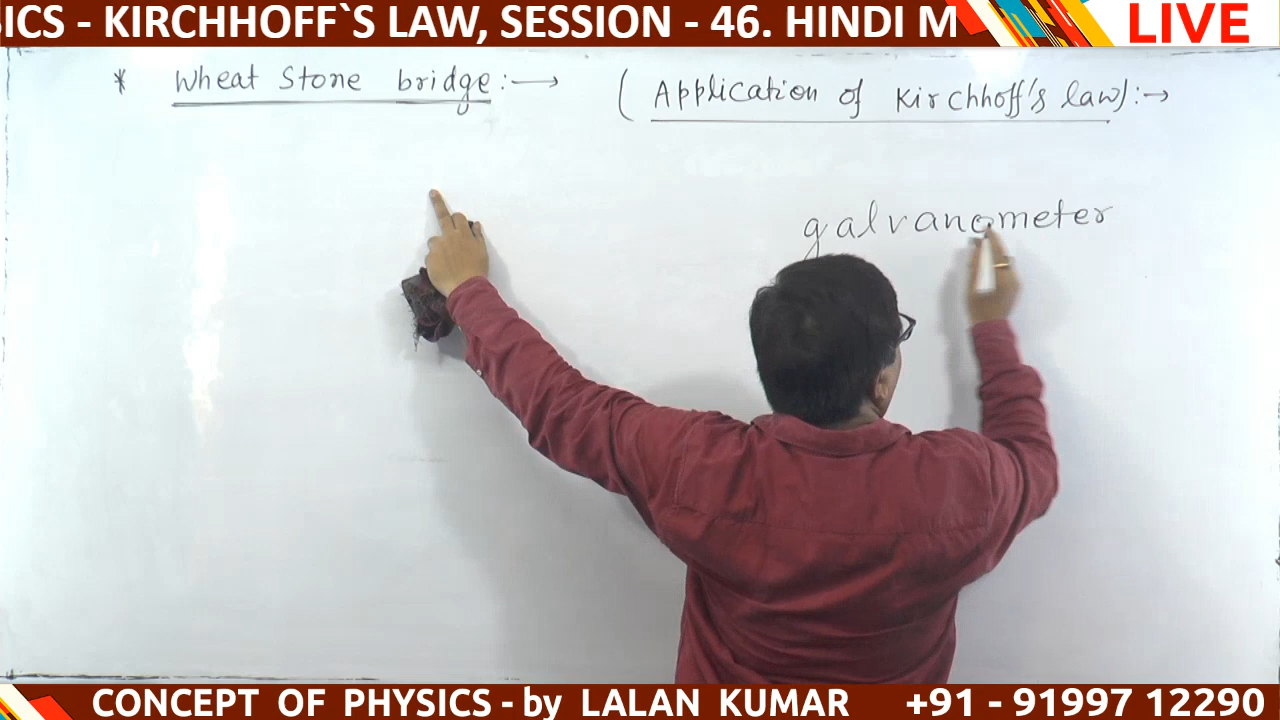 ICS - KIRCHHOFF`S LAW, SESSION - 46. HINDI M
LIVE
* Wheat Stone bridge:→ (Application of Kirchhoff's law):→
galvanometer
CONCEPT OF PHYSICS - by LALAN KUMAR +91 - 91997 12290